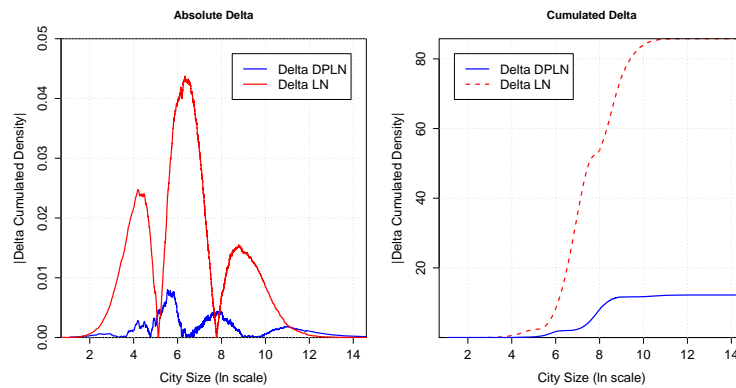 Absolute Delta
|Delta Cumulated Density|
0.00 0.01 0.02 0.03 0.04 0.05
Delta DPLN
Delta LN
2 4 6 8 10 12 14
City Size (ln scale)
Cumulated Delta
|Delta Cumulated Density|
20 40 60 80
Delta DPLN
Delta LN
2 4 6 8 10 12 14
City Size (ln scale)